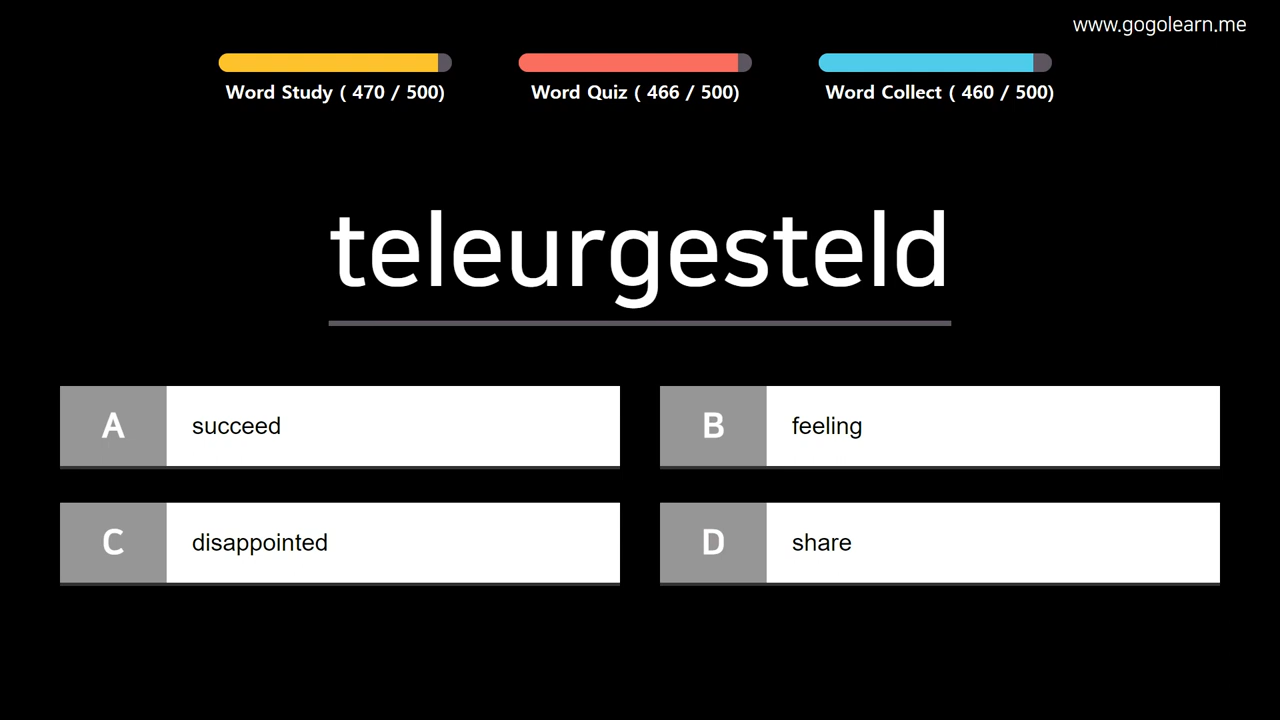 www.gogolearn.me
Word Study ( 470 / 500)
Word Quiz ( 466 / 500)
Word Collect ( 460 / 500)
teleurgesteld
A succeed
B feeling
C disappointed
D share